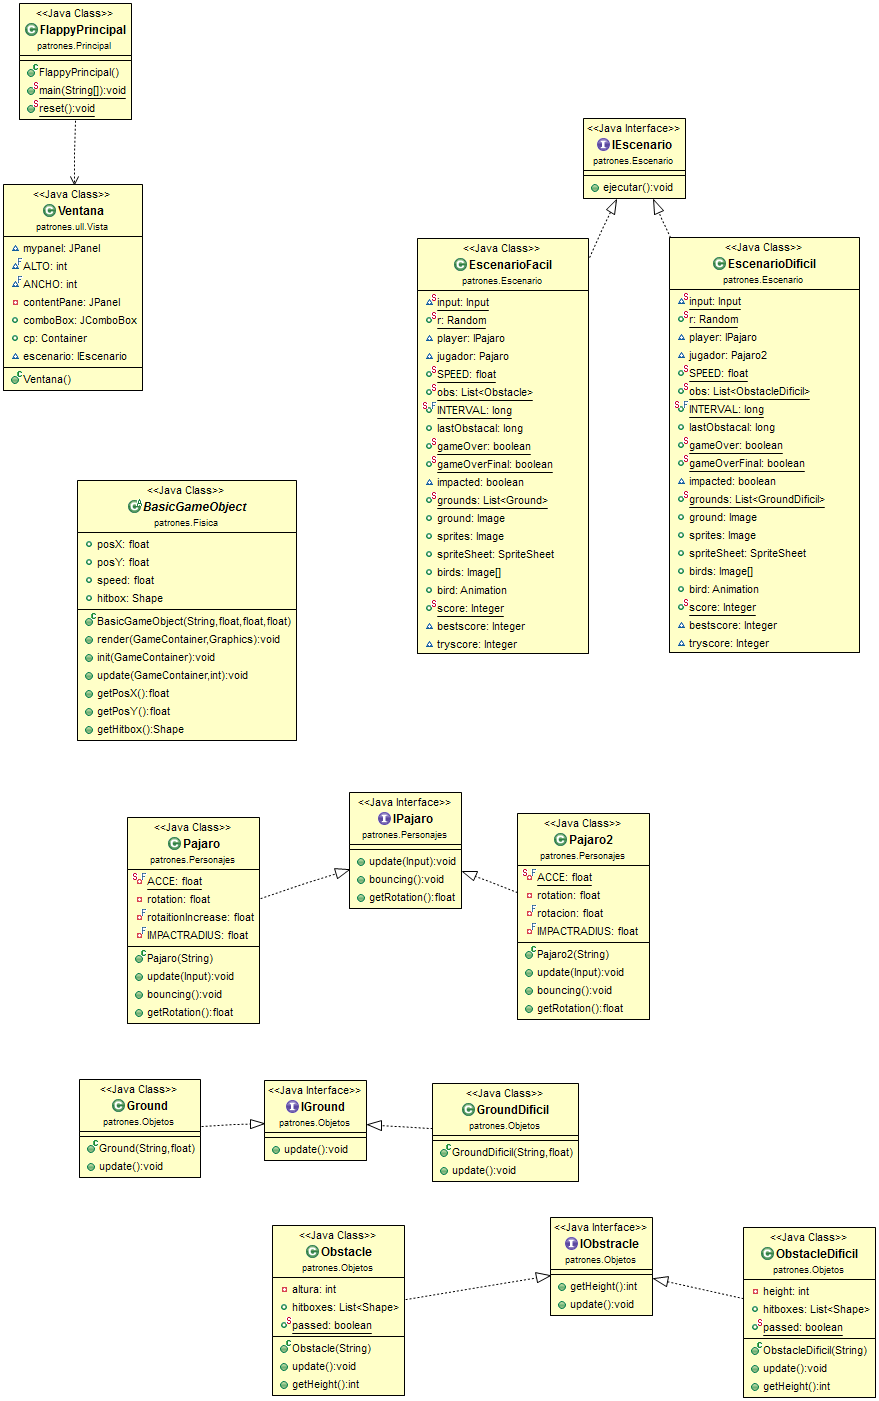 <<Java Class>>
FlappyPrincipal
patrones.Principal
FlappyPrincipal()
main(String[]):void
reset():void
<<Java Class>>
Ventana
patrones.ull.Vista
mypanel: JPanel
ALTO: int
ANCHO: int
contentPane: JPanel
comboBox: JComboBox
cp: Container
escenario: IEscenario
Ventana()
<<Java Interface>>
IEscenario
patrones.Escenario
ejecutar():void
<<Java Class>>
EscenarioFacil
patrones.Escenario
input: Input
r: Random
player: IPajaro
jugador: Pajaro
SPEED: float
obs: List<Obstacle>
INTERVAL: long
lastObstacal: long
gameOver: boolean
gameOverFinal: boolean
impacted: boolean
grounds: List<Ground>
ground: Image
sprites: Image
spriteSheet: SpriteSheet
birds: Image[]
bird: Animation
score: Integer
bestscore: Integer
tryscore: Integer
<<Java Class>>
EscenarioDificil
patrones.Escenario
input: Input
r: Random
player: IPajaro
jugador: Pajaro2
SPEED: float
obs: List<ObstacleDificil>
INTERVAL: long
lastObstacal: long
gameOver: boolean
gameOverFinal: boolean
impacted: boolean
grounds: List<GroundDificil>
ground: Image
sprites: Image
spriteSheet: SpriteSheet
birds: Image[]
bird: Animation
score: Integer
bestscore: Integer
tryscore: Integer
<<Java Class>>
BasicGameObject
patrones.Fisica
posX: float
posY: float
speed: float
hitbox: Shape
BasicGameObject(String,float,float,float)
render(GameContainer,Graphics):void
init(GameContainer):void
update(GameContainer,int):void
getPosX():float
getPosY():float
getHitbox():Shape
<<Java Class>>
Pajaro
patrones.Personajes
ACCE: float
rotation: float
rotaitionIncrease: float
IMPACTRADIUS: float
Pajaro(String)
update(Input):void
bouncing():void
getRotation():float
<<Java Interface>>
IPajaro
patrones.Personajes
update(Input):void
bouncing():void
getRotation():float
<<Java Class>>
Pajaro2
patrones.Personajes
ACCE: float
rotation: float
rotacion: float
IMPACTRADIUS: float
Pajaro2(String)
update(Input):void
bouncing():void
getRotation():float
<<Java Class>>
Ground
patrones.Objetos
Ground(String,float)
update():void
<<Java Interface>>
IGround
patrones.Objetos
update():void
<<Java Class>>
GroundDificil
patrones.Objetos
GroundDificil(String,float)
update():void
<<Java Class>>
Obstacle
patrones.Objetos
altura: int
hitboxes: List<Shape>
passed: boolean
Obstacle(String)
update():void
getHeight():int
<<Java Interface>>
IObstracle
patrones.Objetos
getHeight():int
update():void
<<Java Class>>
ObstacleDificil
patrones.Objetos
height: int
hitboxes: List<Shape>
passed: boolean
ObstacleDificil(String)
update():void
getHeight():int